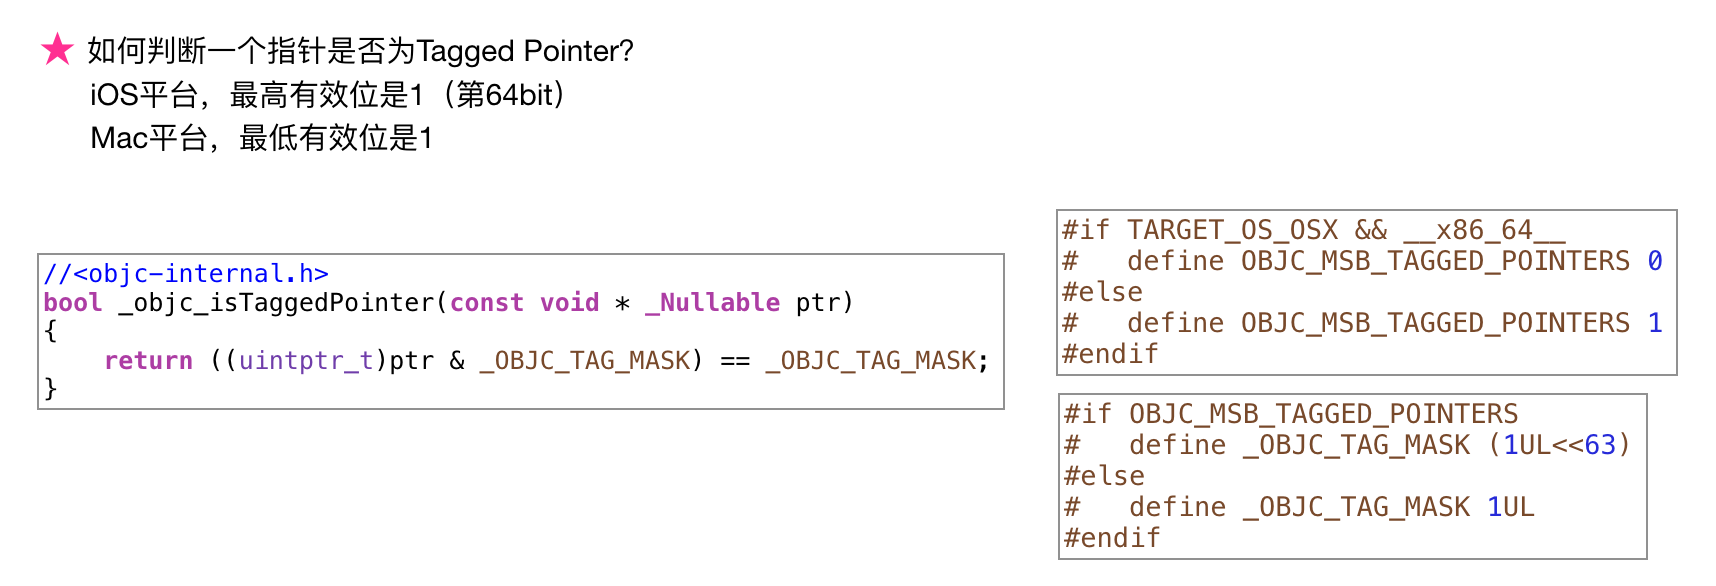 如何判断一个指针是否为Tagged Pointer?
iOS平台，最高有效位是1（第64bit）
Mac平台，最低有效位是1
//<objc-internal.h>
bool _objc_isTaggedPointer(const void * _Nullable ptr)
{
    return ((uintptr_t)ptr & _OBJC_TAG_MASK) == _OBJC_TAG_MASK;
}
#if TARGET_OS_OSX && __x86_64__
#   define OBJC_MSB_TAGGED_POINTERS 0
#else
#   define OBJC_MSB_TAGGED_POINTERS 1
#endif
#if OBJC_MSB_TAGGED_POINTERS
#   define _OBJC_TAG_MASK (1UL<<63)
#else
#   define _OBJC_TAG_MASK 1UL
#endif